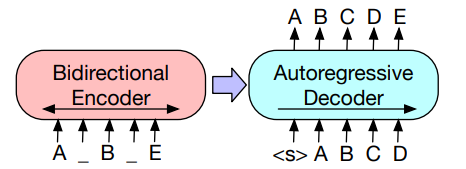 A B C D E
Bidirectional
Encoder
Autoregressive
Decoder
A _ B _ E
<s> A B C D